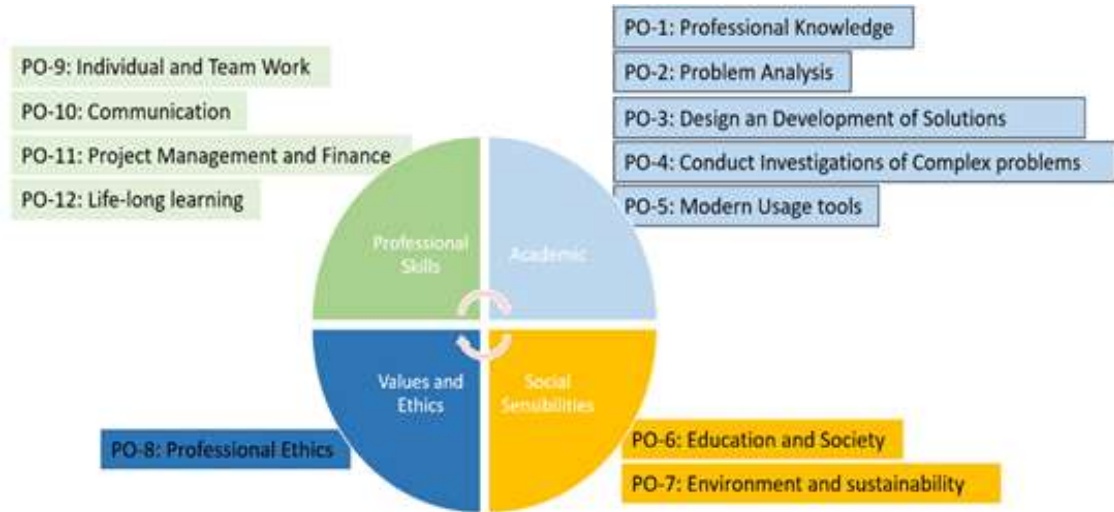 PO-9: Individual and Team Work
PO-10: Communication
PO-11: Project Management and Finance
PO-12: Life-long learning
PO-1: Professional Knowledge
PO-2: Problem Analysis
PO-3: Design an Development of Solutions
PO-4: Conduct Investigations of Complex problems
PO-5: Modern Usage tools
Professional
Skills
Academic
Values and
Ethics
Social
Sensibilities
PO-8: Professional Ethics
PO-6: Education and Society
PO-7: Environment and sustainability